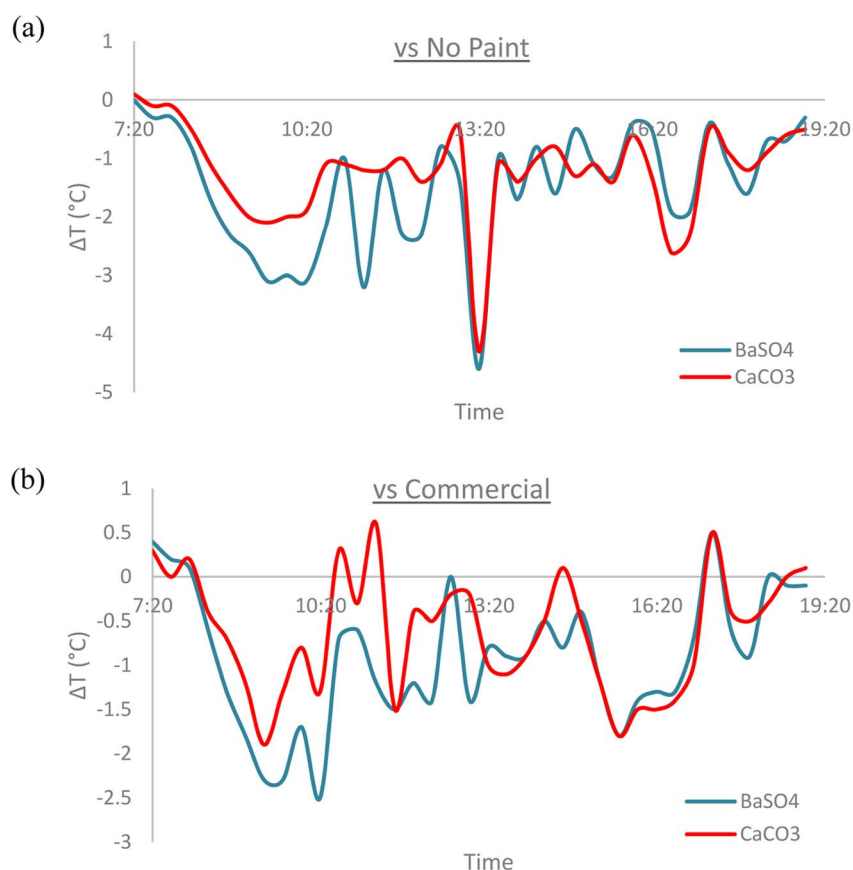 (a)
vs No Paint
1
0
-1
-2
-3
-4
-5
ΔT (°C)
7:20
10:20
13:20
16:20
19:20
BaSO4
CaCO3
Time
(b)
vs Commercial
1
0.5
0
-0.5
-1
-1.5
-2
-2.5
-3
ΔT (°C)
7:20
10:20
13:20
16:20
19:20
BaSO4
CaCO3
Time